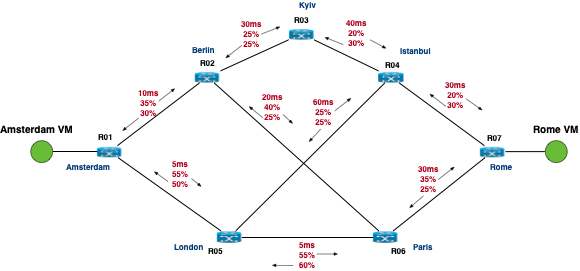 Kyiv
R03
30ms
25%
25%
40ms
20%
30%
Berlin
R02
Istanbul
R04
10ms
35%
30%
20ms
40%
25%
60ms
25%
25%
30ms
20%
30%
Amsterdam VM
R01
Amsterdam
R07
Rome VM
Rome
5ms
55%
50%
30ms
35%
25%
London
R05
5ms
55%
60%
R06
Paris